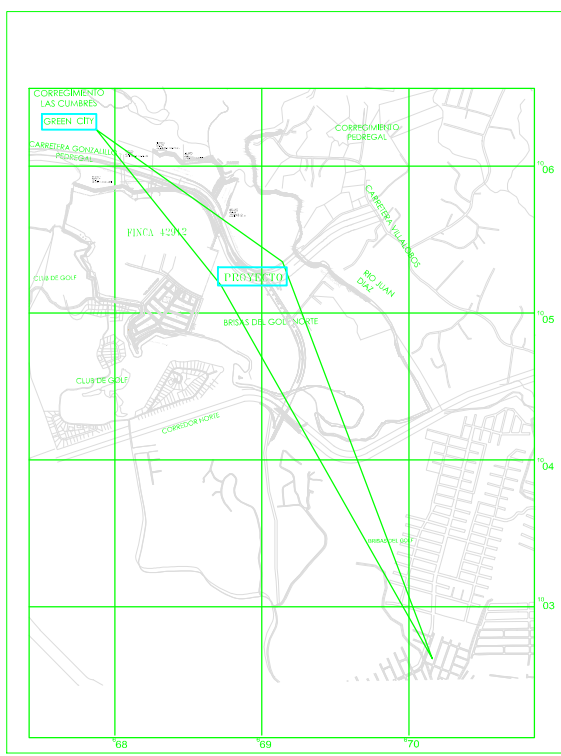 CORREGIMIENTO
LAS CUMBRES
GREEN CITY
CORREGIMIENTO
PEDREGAL
CARRETERA GONZALILLO
PEDREGAL
10 06
CARRETERA VILLALOBOS
FINCA 42912
CLUB DE GOLF
PROYECTO
RIO JUAN
DIAZ
10 05
BRISAS DEL GOLF NORTE
CLUB DE GOLF
CORREDOR NORTE
10 04
BRISAS DEL GOLF
10 03
68
69
70